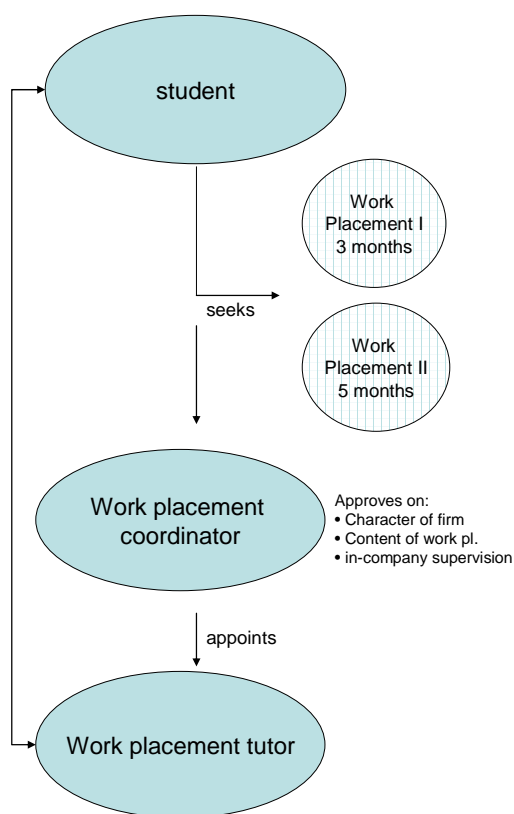 student
Work
Placement I
3 months
seeks
Work
Placement II
5 months
Work placement
coordinator
Approves on:
• Character of firm
• Content of work pl.
• in-company supervision
appoints
Work placement tutor